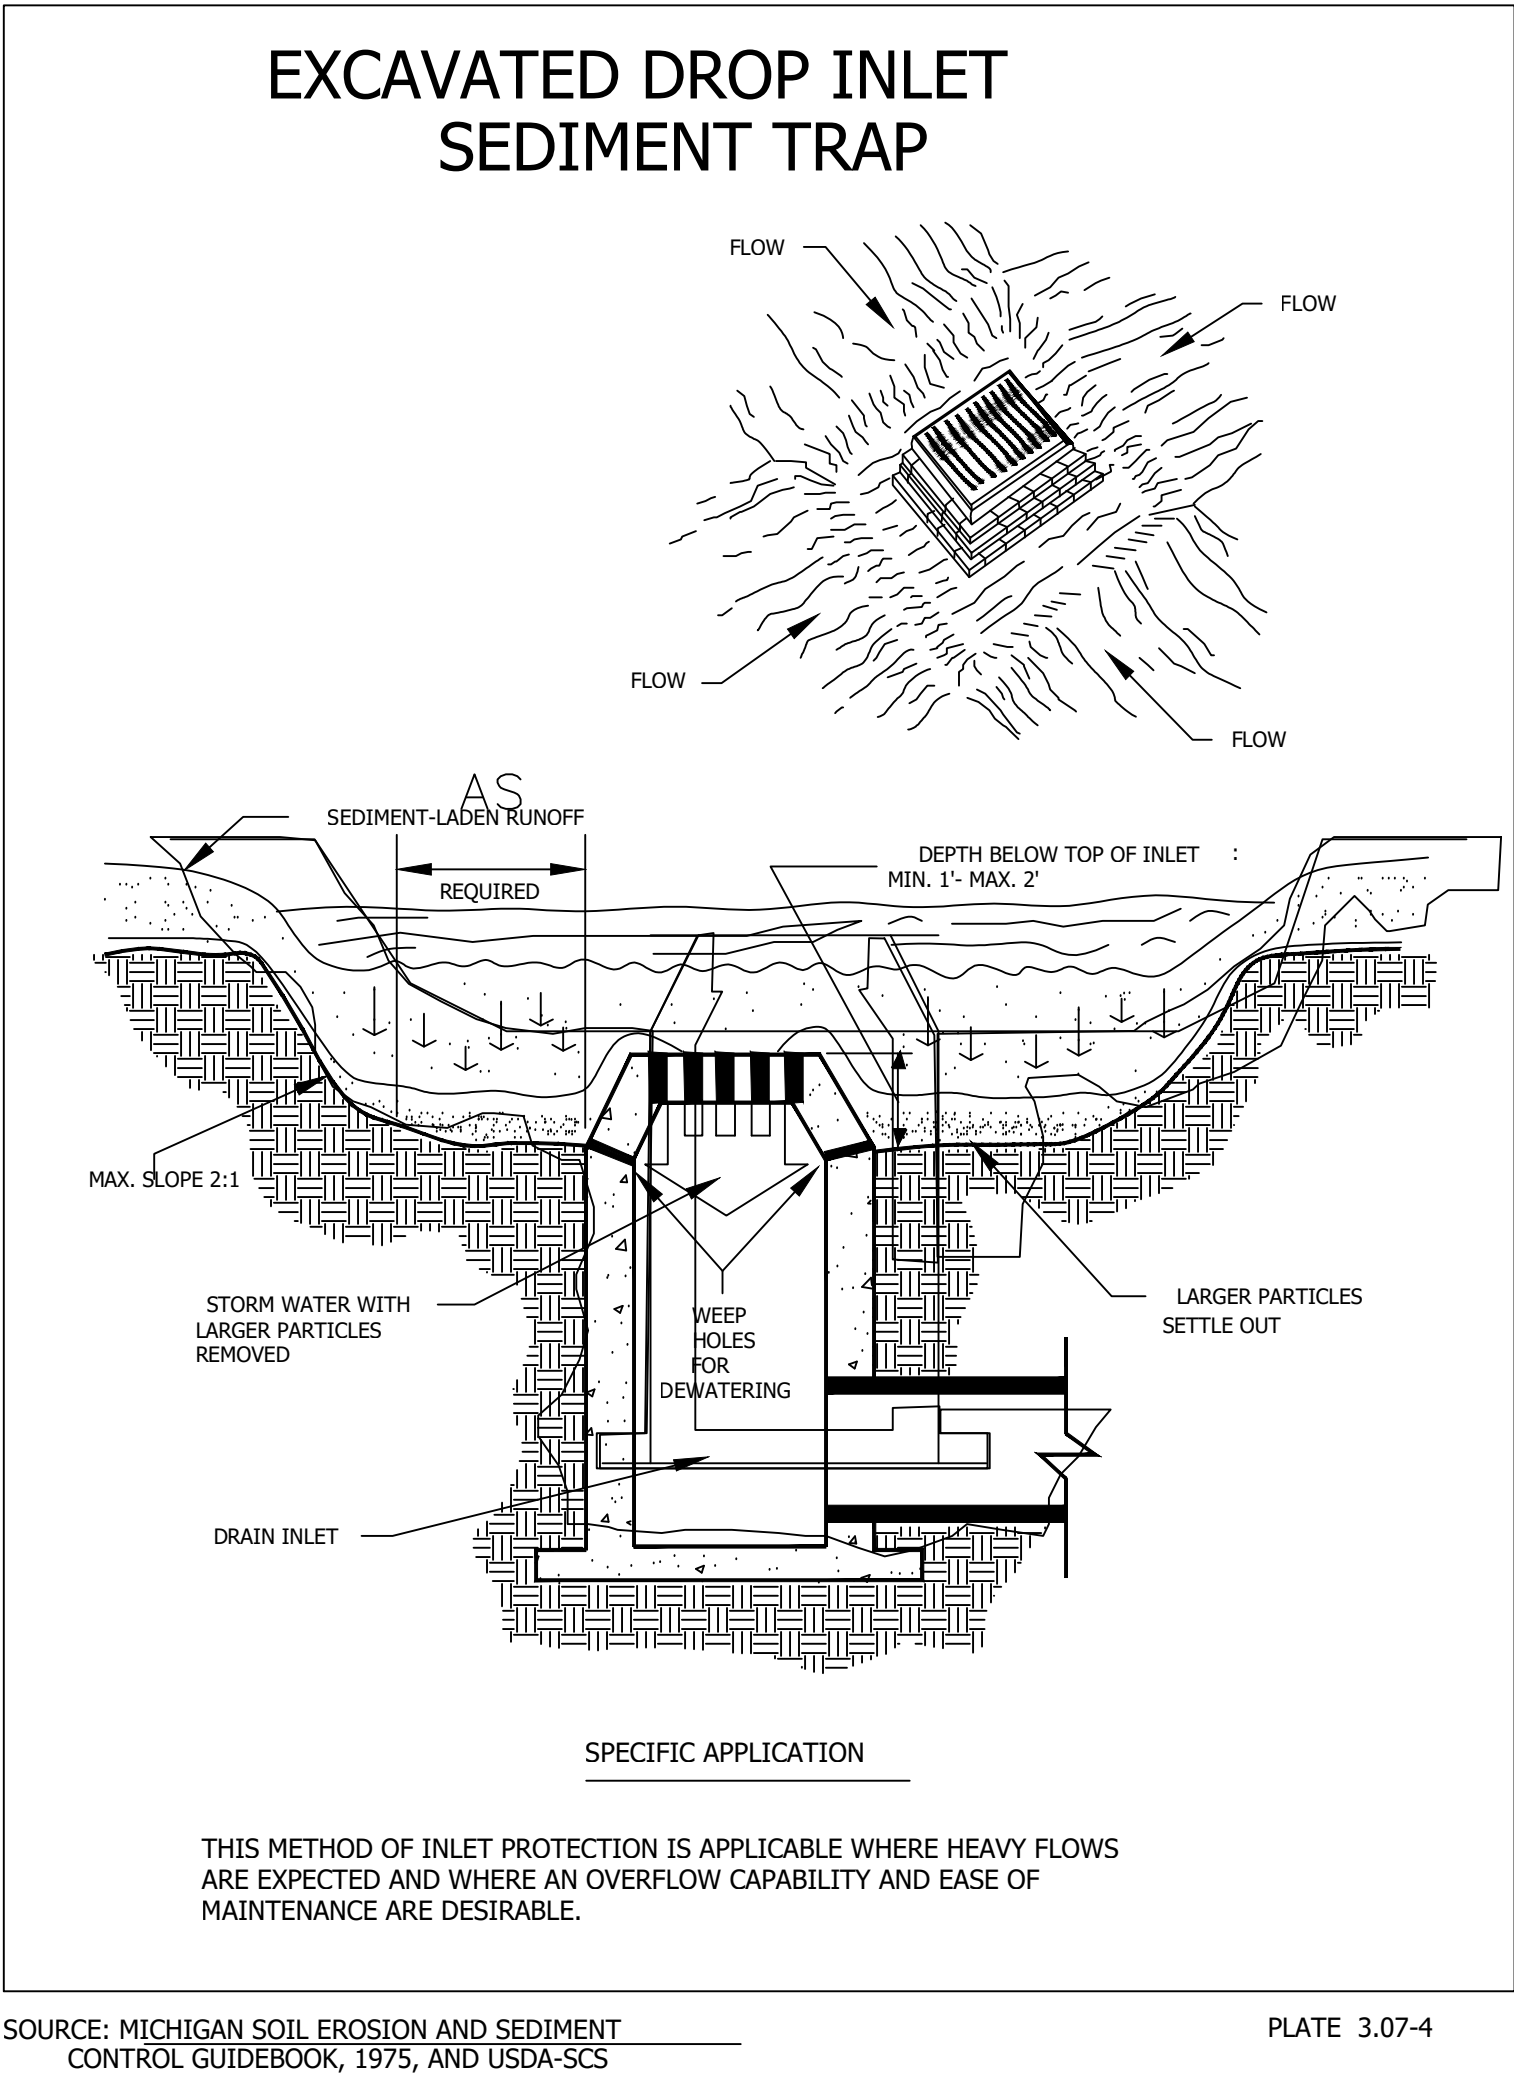 EXCAVATED DROP INLET
SEDIMENT TRAP
FLOW
FLOW
FLOW
FLOW
AS
SEDIMENT-LADEN RUNOFF
REQUIRED
DEPTH BELOW TOP OF INLET :
MIN. 1'- MAX. 2'
MAX. SLOPE 2:1
STORM WATER WITH
LARGER PARTICLES
REMOVED
WEEP
HOLES
FOR
DEWATERING
LARGER PARTICLES
SETTLE OUT
DRAIN INLET
SPECIFIC APPLICATION
THIS METHOD OF INLET PROTECTION IS APPLICABLE WHERE HEAVY FLOWS
ARE EXPECTED AND WHERE AN OVERFLOW CAPABILITY AND EASE OF
MAINTENANCE ARE DESIRABLE.
SOURCE: MICHIGAN SOIL EROSION AND SEDIMENT
CONTROL GUIDEBOOK, 1975, AND USDA-SCS
PLATE 3.07-4